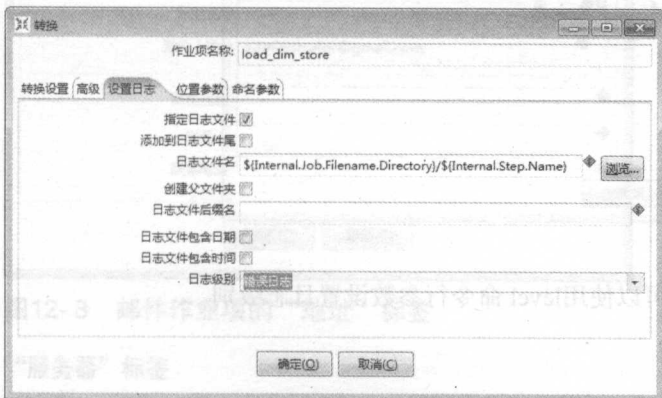 转换
作业项名称: load_dim_store
转换设置 高级 设置日志 位置参数 命名参数
指定日志文件
添加到日志文件尾
日志文件名 ${Internal.Job.Filename.Directory}/${Internal.Step.Name} 浏览...
创建父文件夹
日志文件后缀名
日志文件包含日期
日志文件包含时间
日志级别 错误日志
确定(O) 取消(C)